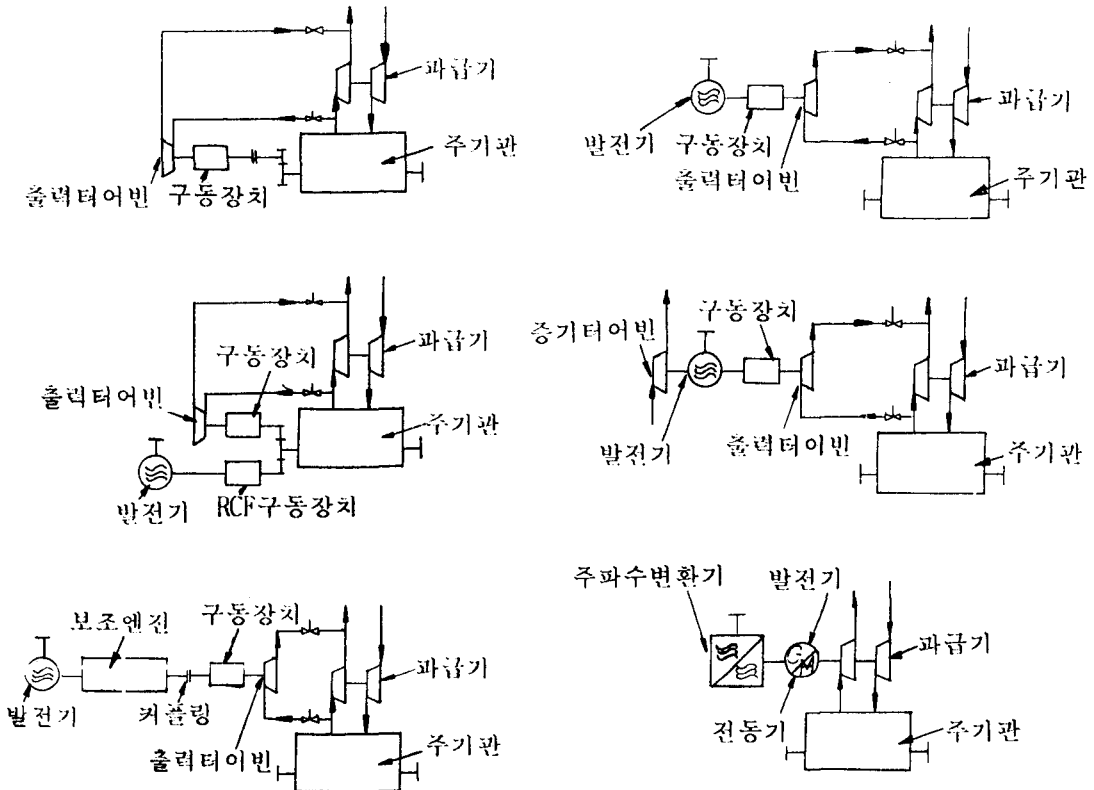 과급기
주기관
출력터어빈 구동장치
과급기
발전기 구동장치
출력터이빈
주기관
구동장치
과급기
출력터어빈
주기관
발전기
RCF구동장치
증기터어빈
구동장치
과급기
발전기
출력터이빈
주기관
보조엔진
구동장치
과급기
발전기
커플링
출력터이빈
주기관
주파수변환기
발전기
G
M
과급기
전동기
주기관